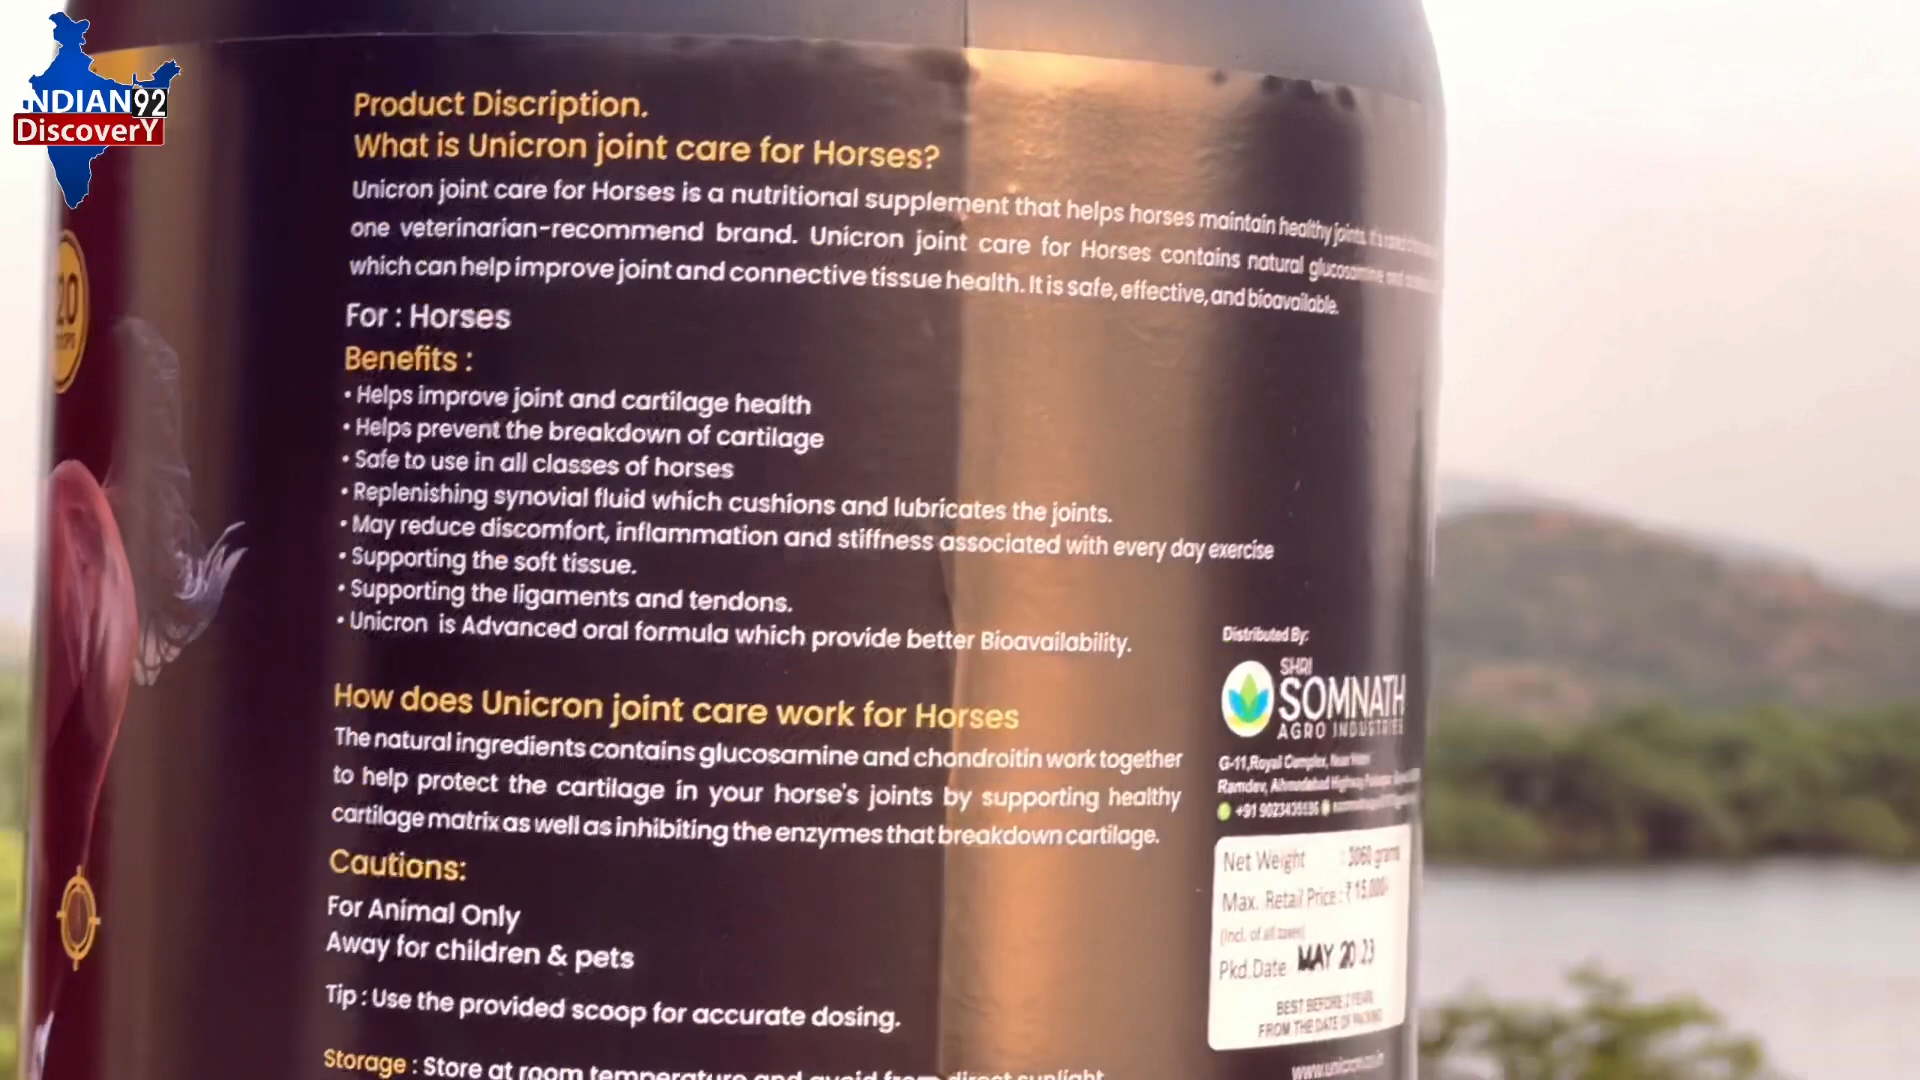 INDIAN92
DiscoverY
Product Discription.
What is Unicron joint care for Horses?
Unicron joint care for Horses is a nutritional supplement that helps horses maintain healthy joints.
one veterinarian-recommend brand. Unicron joint care for Horses contains natural glucosamine and
which can help improve joint and connective tissue health. It is safe, effective, and bioavailable.
For : Horses
Benefits :
• Helps improve joint and cartilage health
• Helps prevent the breakdown of cartilage
• Safe to use in all classes of horses
• Replenishing synovial fluid which cushions and lubricates the joints.
• May reduce discomfort, inflammation and stiffness associated with every day exercise
• Supporting the soft tissue.
• Supporting the ligaments and tendons.
• Unicron is Advanced oral formula which provide better Bioavailability.
How does Unicron joint care work for Horses
The natural ingredients contains glucosamine and chondroitin work together
to help protect the cartilage in your horse's joints by supporting healthy
cartilage matrix as well as inhibiting the enzymes that breakdown cartilage.
Cautions:
For Animal Only
Away for children & pets
Tip : Use the provided scoop for accurate dosing.
Storage : Store at room temperature and avoid from direct sunlight
Distributed By:
SHRI
SOMNATH
AGRO INDUSTRIES
G-11, Royal Complex, Near
Ramdev, Ahmedabad Highway
+91
Net Weight : 3060 grams
Max. Retail Price : ₹ 15,000/-
(Incl. of all taxes)
Pkd.Date MAY 2023
BEST BEFORE 2 YEARS
FROM THE DATE OF PACKING